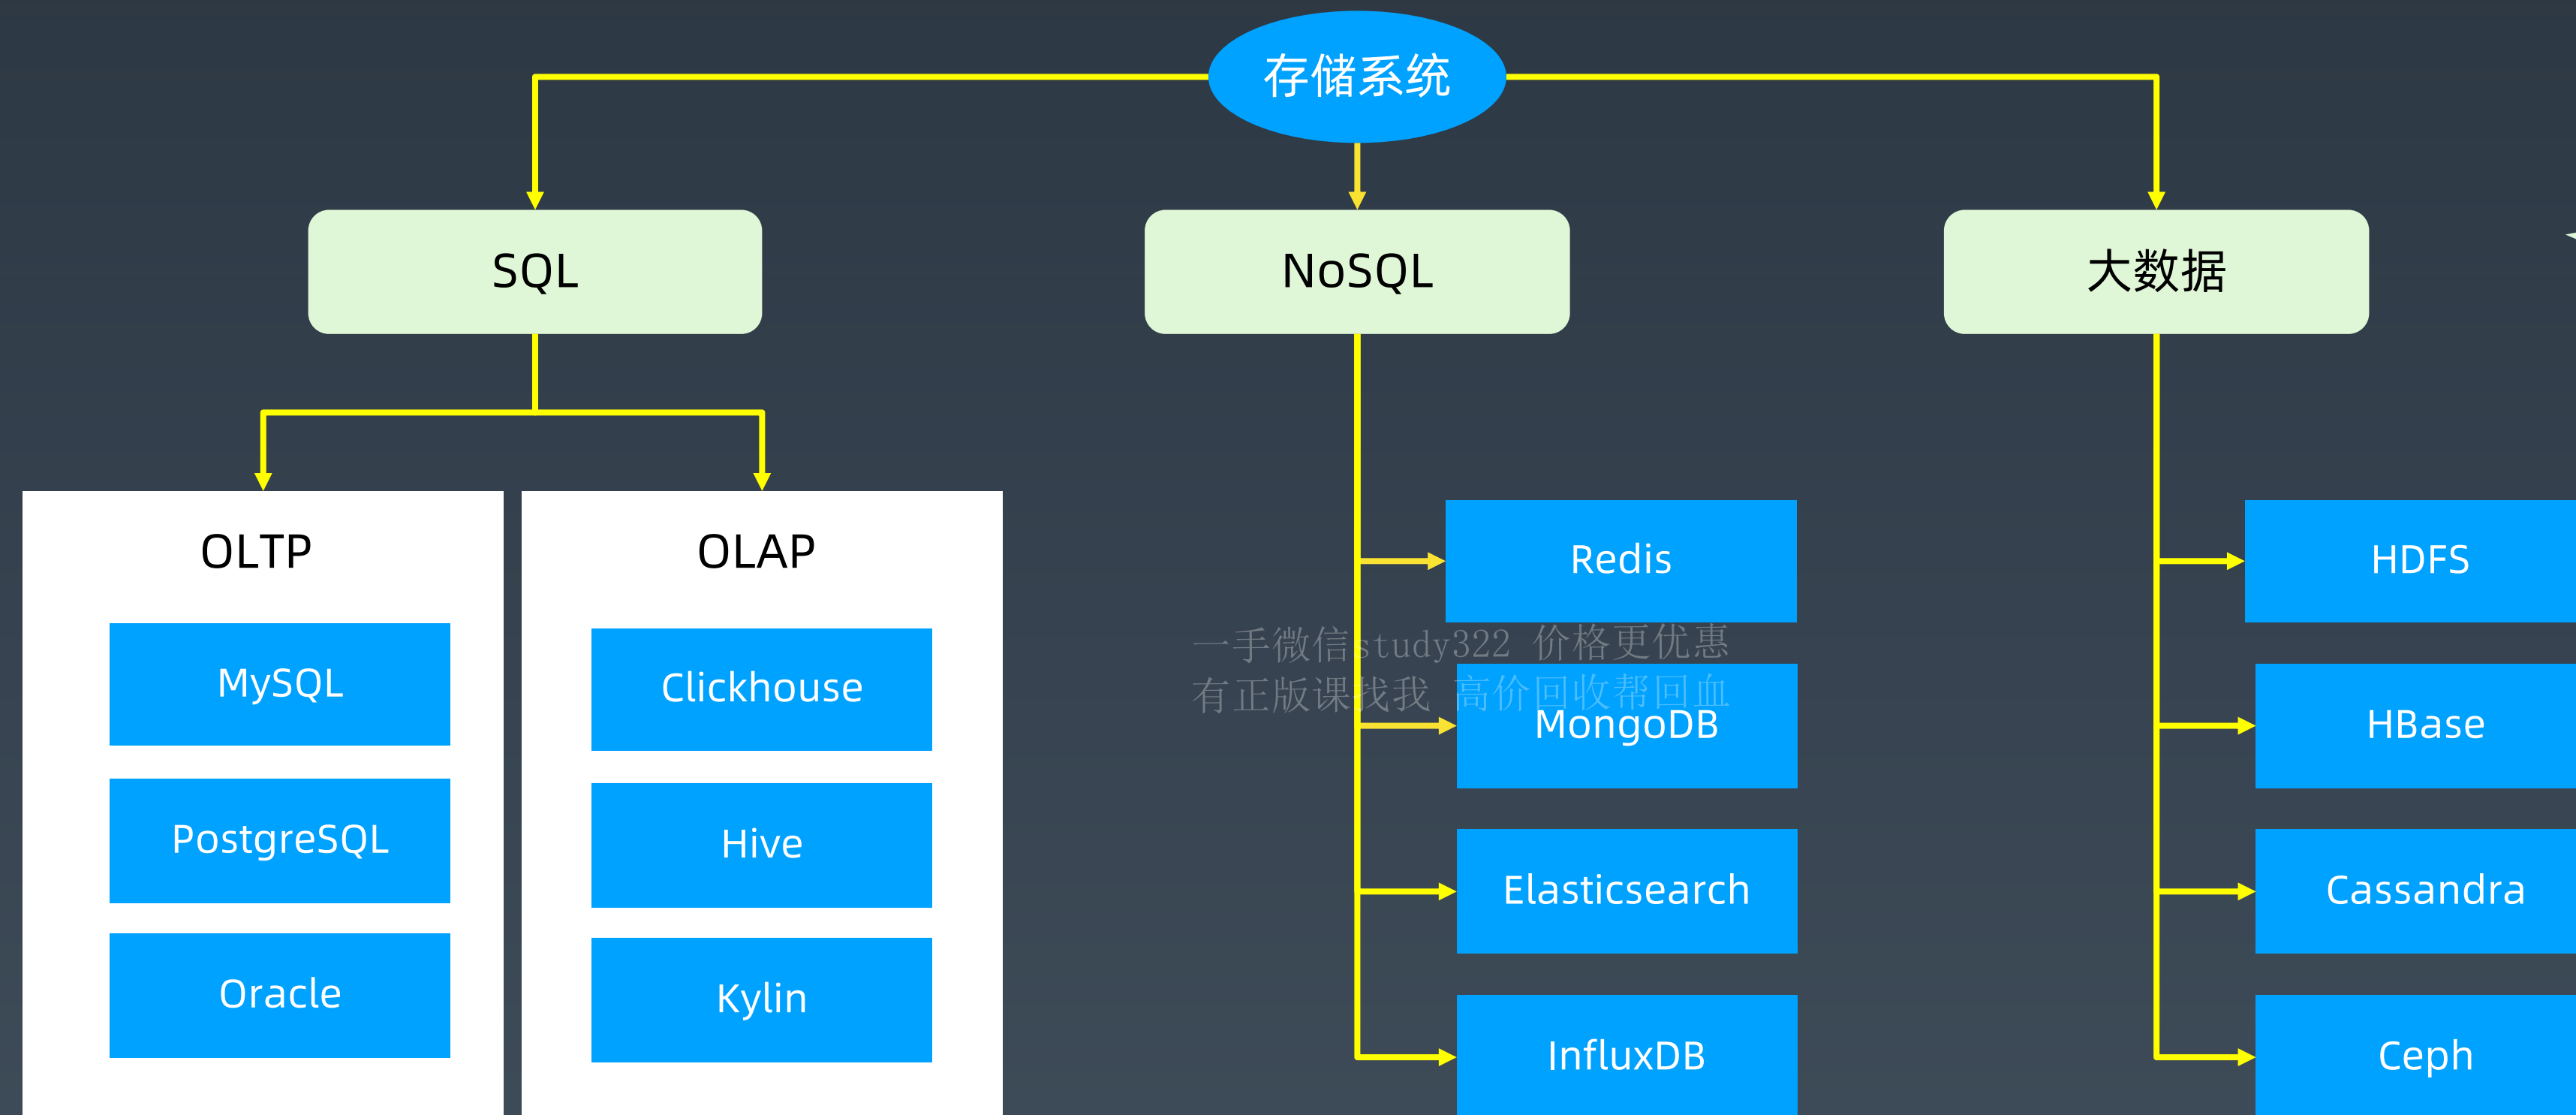 存储系统
SQL
NoSQL
大数据
OLTP
OLAP
MySQL
PostgreSQL
Oracle
Clickhouse
Hive
Kylin
Redis
MongoDB
Elasticsearch
InfluxDB
HDFS
HBase
Cassandra
Ceph
一手微信study322 价格更优惠
有正版课找我 高价回收帮回血